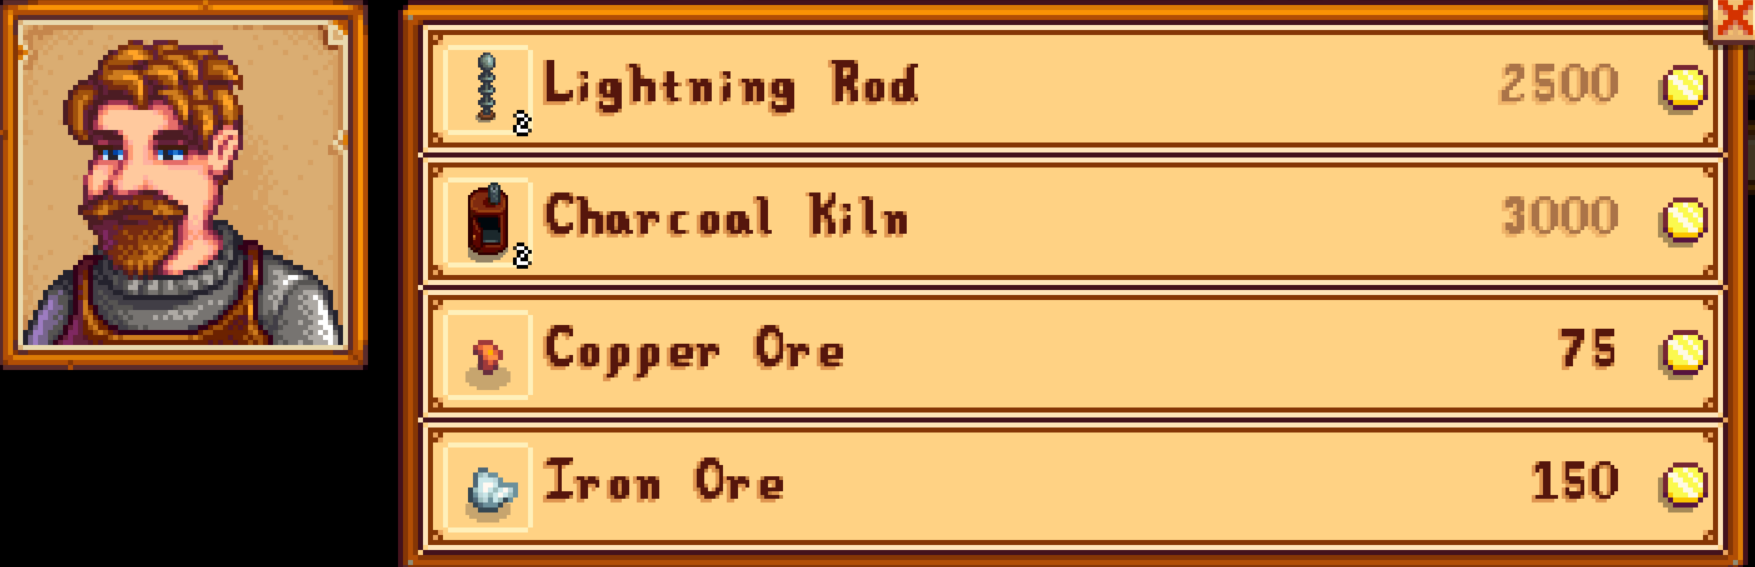 Lightning Rod 2500
Charcoal Kiln 3000
Copper Ore 75
Iron Ore 150